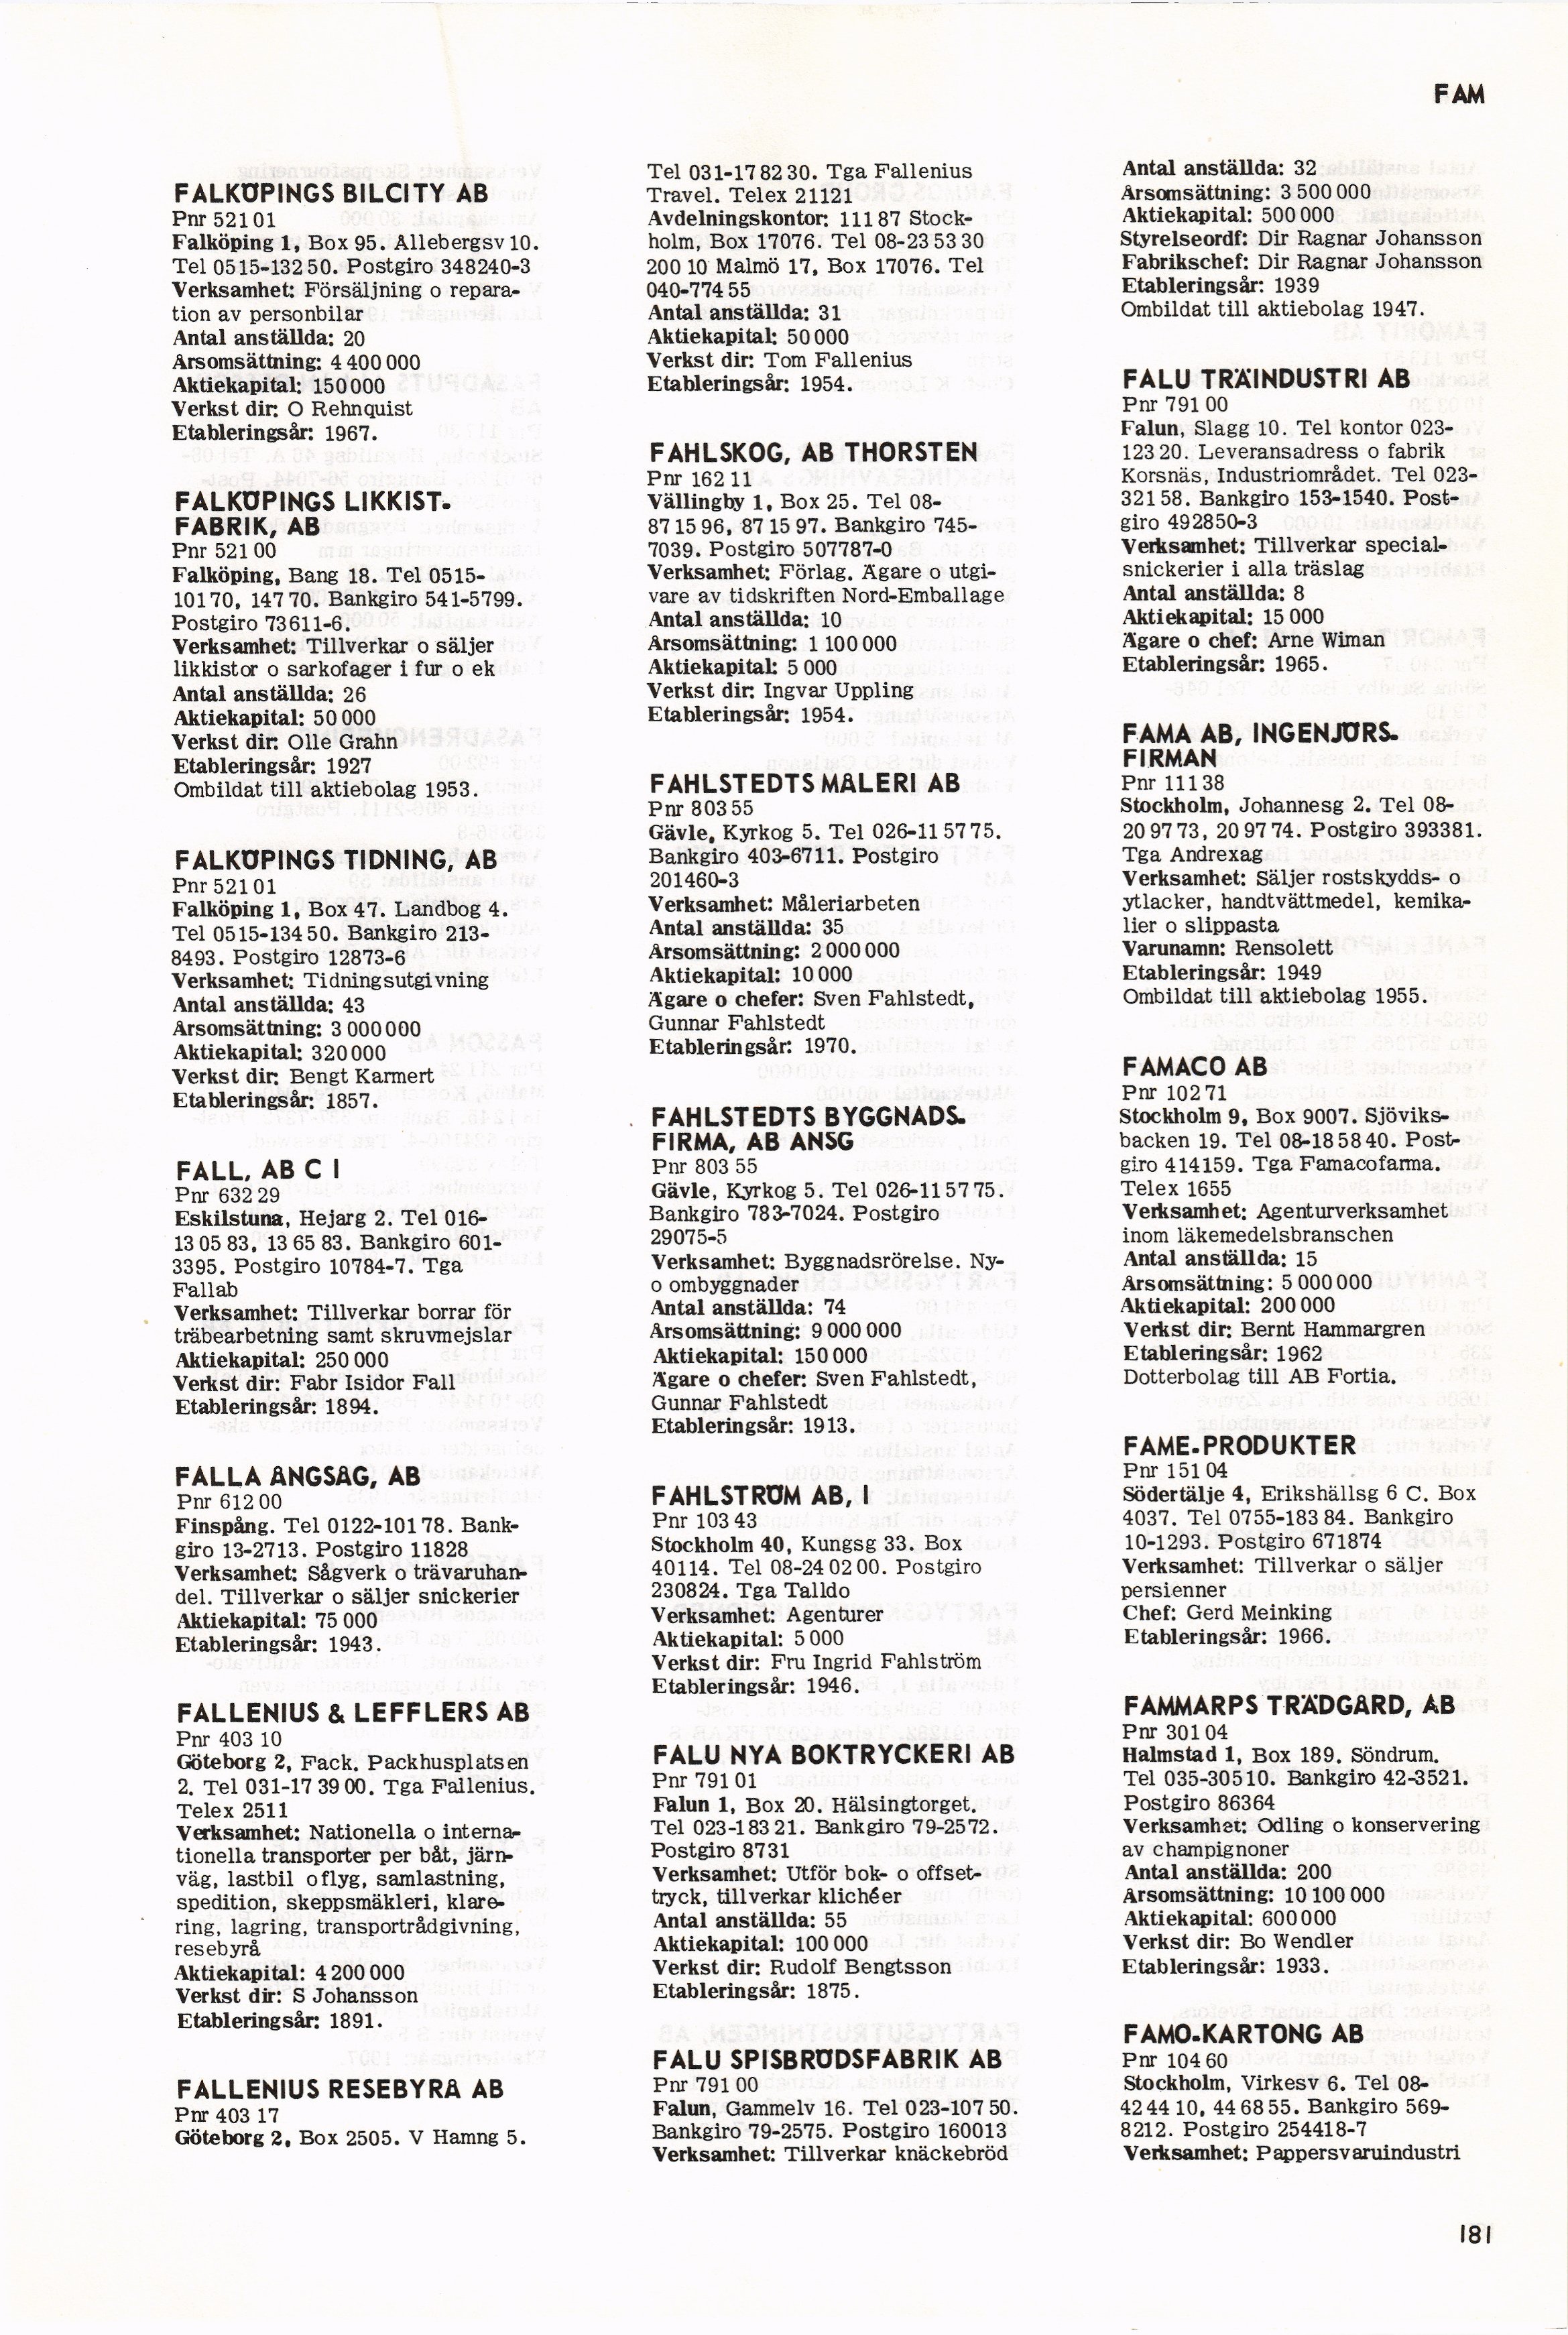 FAM
FALKÖPINGS BILCITY AB
Pnr 521 01
Falköping 1, Box 95. Allebergsv 10.
Tel 0515-132 50. Postgiro 348240-3
Verksamhet: Försäljning o repara-
tion av personbilar
Antal anställda: 20
Årsomsättning: 4 400 000
Aktiekapital: 150 000
Verkst dir: O Rehnquist
Etableringsår: 1967.
FALKÖPINGS LIKKIST-
FABRIK, AB
Pnr 521 00
Falköping, Bang 18. Tel 0515-
101 70, 147 70. Bankgiro 541-5799.
Postgiro 73611-6.
Verksamhet: Tillverkar o säljer
likkistor o sarkofager i fur o ek
Antal anställda: 26
Aktiekapital: 50 000
Verkst dir: Olle Grahn
Etableringsår: 1927
Ombildat till aktiebolag 1953.
FALKÖPINGS TIDNING, AB
Pnr 521 01
Falköping 1, Box 47. Landbog 4.
Tel 0515-134 50. Bankgiro 213-
8493. Postgiro 12873-6
Verksamhet: Tidningsutgivning
Antal anställda: 43
Årsomsättning: 3 000 000
Aktiekapital: 320 000
Verkst dir: Bengt Karmert
Etableringsår: 1857.
FALL, AB C I
Pnr 632 29
Eskilstuna, Hejarg 2. Tel 016-
13 05 83, 13 65 83. Bankgiro 601-
3395. Postgiro 10784-7. Tga
Fallab
Verksamhet: Tillverkar borrar för
träbearbetning samt skruvmejslar
Aktiekapital: 250 000
Verkst dir: Fabr Isidor Fall
Etableringsår: 1894.
FALLA ÅNGSÅG, AB
Pnr 612 00
Finspång. Tel 0122-101 78. Bank-
giro 13-2713. Postgiro 11828
Verksamhet: Sågverk o trävaruhan-
del. Tillverkar o säljer snickerier
Aktiekapital: 75 000
Etableringsår: 1943.
FALLENIUS & LEFFLERS AB
Pnr 403 10
Göteborg 2, Fack. Packhusplatsen
2. Tel 031-17 39 00. Tga Fallenius.
Telex 2511
Verksamhet: Nationella o interna-
tionella transporter per båt, järn-
väg, lastbil o flyg, samlastning,
spedition, skeppsmäkleri, klare-
ring, lagring, transportrådgivning,
resebyrå
Aktiekapital: 4 200 000
Verkst dir: S Johansson
Etableringsår: 1891.
FALLENIUS RESEBYRÅ AB
Pnr 403 17
Göteborg 2, Box 2505. V Hamng 5.
Tel 031-17 82 30. Tga Fallenius
Travel. Telex 21121
Avdelningskontor: 111 87 Stock-
holm, Box 17076. Tel 08-23 53 30
200 10 Malmö 17, Box 17076. Tel
040-774 55
Antal anställda: 31
Aktiekapital: 50 000
Verkst dir: Tom Fallenius
Etableringsår: 1954.
FAHLSKOG, AB THORSTEN
Pnr 162 11
Vällingby 1, Box 25. Tel 08-
87 15 96, 87 15 97. Bankgiro 745-
7039. Postgiro 507787-0
Verksamhet: Förlag. Ägare o utgi-
vare av tidskriften Nord-Emballage
Antal anställda: 10
Årsomsättning: 1 100 000
Aktiekapital: 5 000
Verkst dir: Ingvar Uppling
Etableringsår: 1954.
FAHLSTEDTS MÅLERI AB
Pnr 803 55
Gävle, Kyrkog 5. Tel 026-11 57 75.
Bankgiro 403-6711. Postgiro
201460-3
Verksamhet: Måleriarbeten
Antal anställda: 35
Årsomsättning: 2 000 000
Aktiekapital: 10 000
Ägare o chefer: Sven Fahlstedt,
Gunnar Fahlstedt
Etableringsår: 1970.
FAHLSTEDTS BYGGNADS-
FIRMA, AB ANSG
Pnr 803 55
Gävle, Kyrkog 5. Tel 026-11 57 75.
Bankgiro 783-7024. Postgiro
29075-5
Verksamhet: Byggnadsrörelse. Ny-
o ombyggnader
Antal anställda: 74
Årsomsättning: 9 000 000
Aktiekapital: 150 000
Ägare o chefer: Sven Fahlstedt,
Gunnar Fahlstedt
Etableringsår: 1913.
FAHLSTRÖM AB, I
Pnr 103 43
Stockholm 40, Kungsg 33. Box
40114. Tel 08-24 02 00. Postgiro
230824. Tga Talldo
Verksamhet: Agenturer
Aktiekapital: 5 000
Verkst dir: Fru Ingrid Fahlström
Etableringsår: 1946.
FALU NYA BOKTRYCKERI AB
Pnr 791 01
Falun 1, Box 20. Hälsingtorget.
Tel 023-183 21. Bankgiro 79-2572.
Postgiro 8731
Verksamhet: Utför bok- o offset-
tryck, tillverkar klichéer
Antal anställda: 55
Aktiekapital: 100 000
Verkst dir: Rudolf Bengtsson
Etableringsår: 1875.
FALU SPISBRÖDSFABRIK AB
Pnr 791 00
Falun, Gammelv 16. Tel 023-107 50.
Bankgiro 79-2575. Postgiro 160013
Verksamhet: Tillverkar knäckebröd
Antal anställda: 32
Årsomsättning: 3 500 000
Aktiekapital: 500 000
Styrelseordf: Dir Ragnar Johansson
Fabrikschef: Dir Ragnar Johansson
Etableringsår: 1939
Ombildat till aktiebolag 1947.
FALU TRÄINDUSTRI AB
Pnr 791 00
Falun, Slagg 10. Tel kontor 023-
123 20. Leveransadress o fabrik
Korsnäs, Industriområdet. Tel 023-
321 58. Bankgiro 153-1540. Post-
giro 492850-3
Verksamhet: Tillverkar special-
snickerier i alla träslag
Antal anställda: 8
Aktiekapital: 15 000
Ägare o chef: Arne Wiman
Etableringsår: 1965.
FAMA AB, INGENJÖRS-
FIRMAN
Pnr 111 38
Stockholm, Johannesg 2. Tel 08-
20 97 73, 20 97 74. Postgiro 393381.
Tga Andrexag
Verksamhet: Säljer rostskydds- o
ytlacker, handtvättmedel, kemika-
lier o slippasta
Varunamn: Rensolett
Etableringsår: 1949
Ombildat till aktiebolag 1955.
FAMACO AB
Pnr 102 71
Stockholm 9, Box 9007. Sjöviks-
backen 19. Tel 08-18 58 40. Post-
giro 414159. Tga Famacofarma.
Telex 1655
Verksamhet: Agenturverksamhet
inom läkemedelsbranschen
Antal anställda: 15
Årsomsättning: 5 000 000
Aktiekapital: 200 000
Verkst dir: Bernt Hammargren
Etableringsår: 1962
Dotterbolag till AB Fortia.
FAME-PRODUKTER
Pnr 151 04
Södertälje 4, Erikshällsg 6 C. Box
4037. Tel 0755-183 84. Bankgiro
10-1293. Postgiro 671874
Verksamhet: Tillverkar o säljer
persienner
Chef: Gerd Meinking
Etableringsår: 1966.
FAMMARPS TRÄDGÅRD, AB
Pnr 301 04
Halmstad 1, Box 189. Söndrum.
Tel 035-305 10. Bankgiro 42-3521.
Postgiro 86364
Verksamhet: Odling o konservering
av champignoner
Antal anställda: 200
Årsomsättning: 10 100 000
Aktiekapital: 600 000
Verkst dir: Bo Wendler
Etableringsår: 1933.
FAMO-KARTONG AB
Pnr 104 60
Stockholm, Virkesv 6. Tel 08-
42 44 10, 44 68 55. Bankgiro 569-
8212. Postgiro 254418-7
Verksamhet: Pappersvaruindustri
181